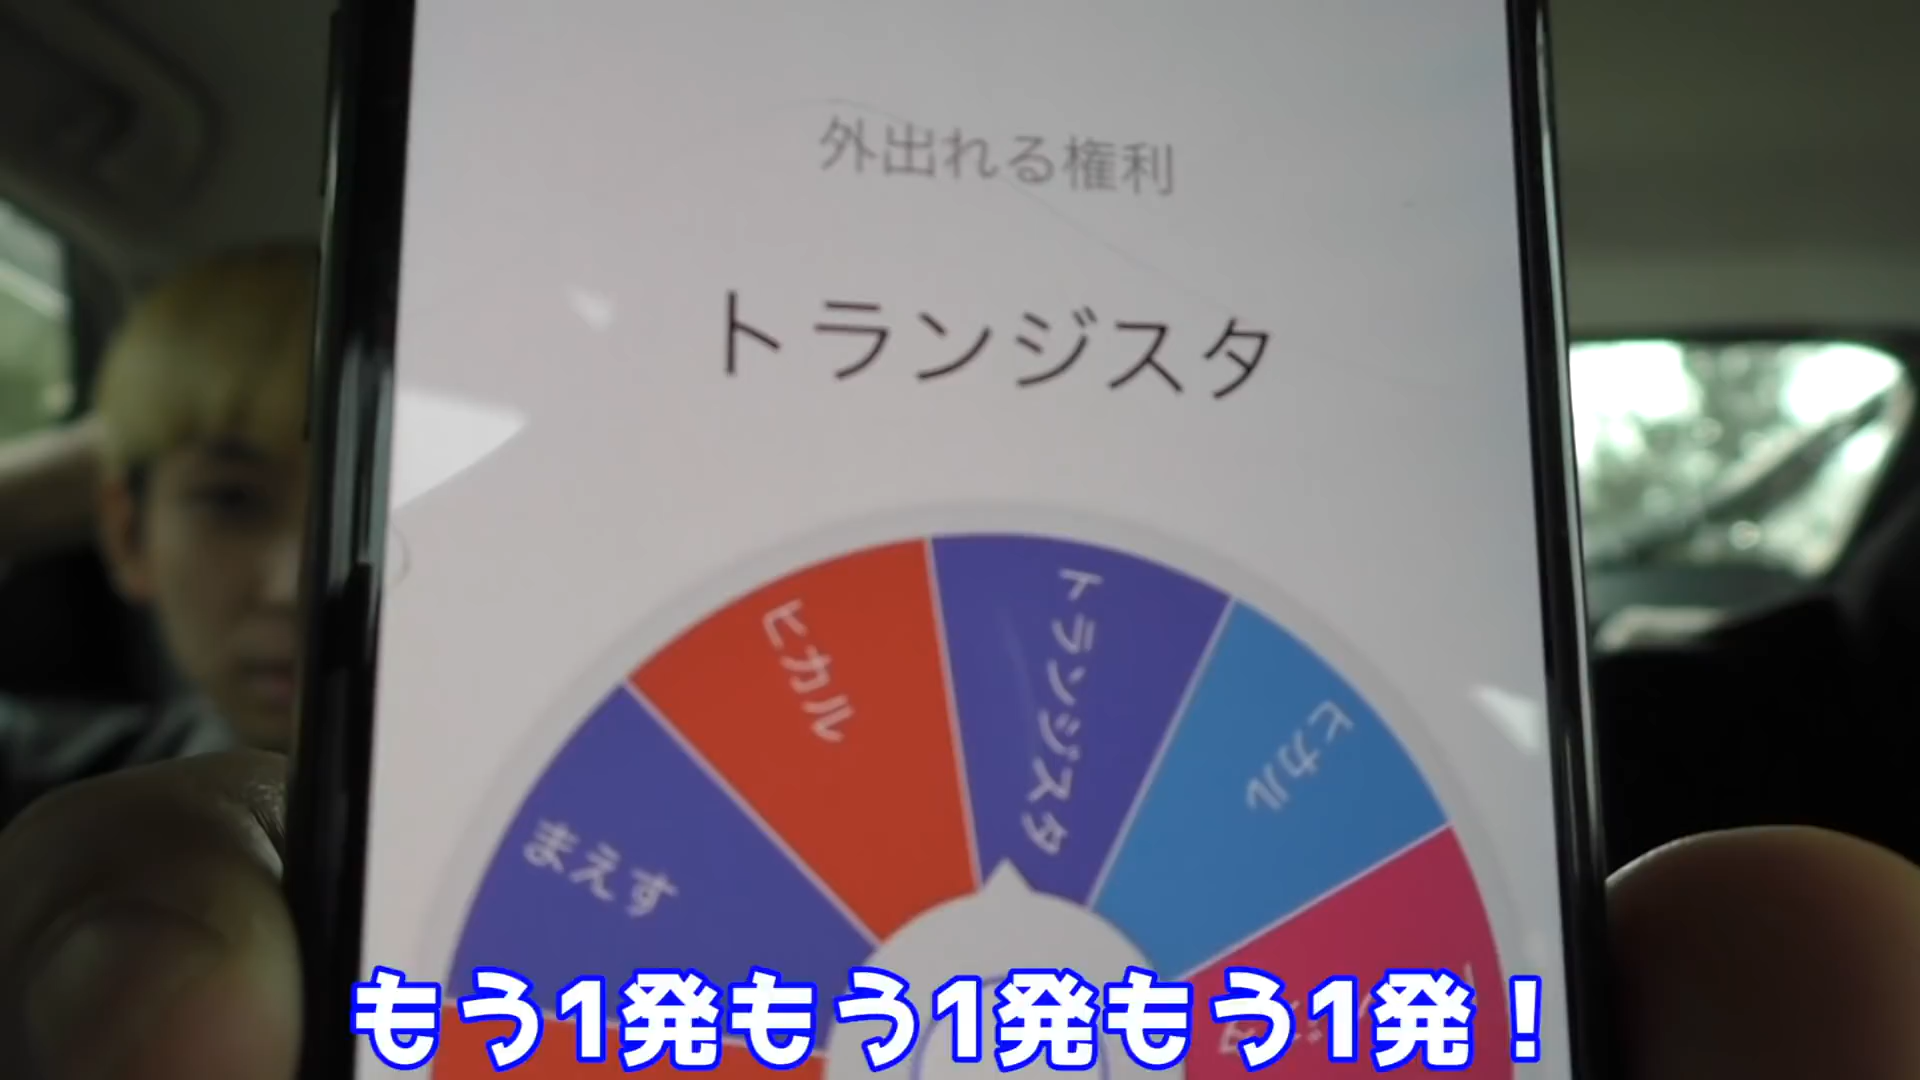 外出れる権利
トランジスタ
まえす
ヒカル
トランジスタ
ヒカル
もう1発もう1発もう1発！